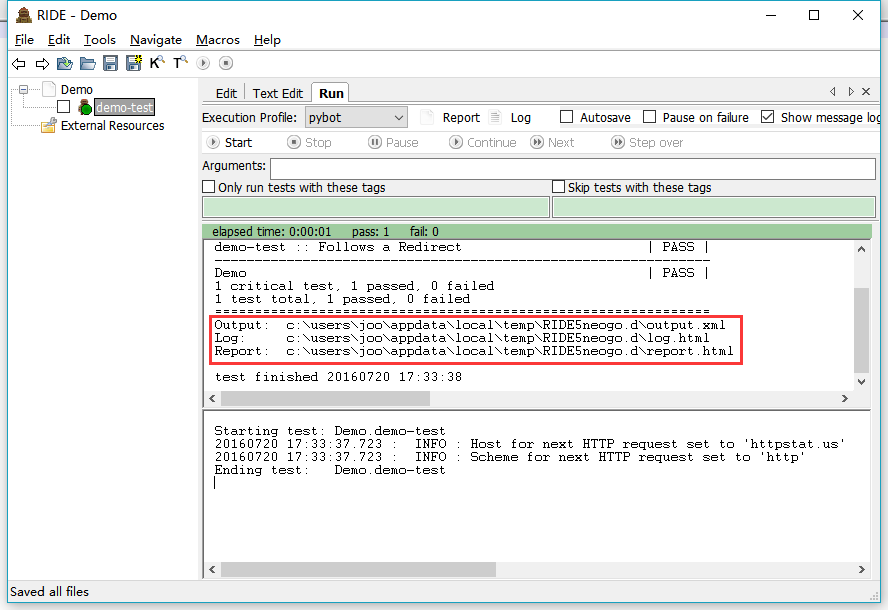 RIDE - Demo
File Edit Tools Navigate Macros Help
K T
Demo
demo-test
External Resources
Edit Text Edit Run
Execution Profile: pybot Report Log Autosave Pause on failure Show message log
Start Stop Pause Continue Next Step over
Arguments:
Only run tests with these tags Skip tests with these tags
elapsed time: 0:00:01 pass: 1 fail: 0
demo-test :: Follows a Redirect | PASS |
------------------------------------------------------------------------------
Demo | PASS |
1 critical test, 1 passed, 0 failed
1 test total, 1 passed, 0 failed
==============================================================================
Output: c:\users\joo\appdata\local\temp\RIDE5neogo.d\output.xml
Log: c:\users\joo\appdata\local\temp\RIDE5neogo.d\log.html
Report: c:\users\joo\appdata\local\temp\RIDE5neogo.d\report.html
test finished 20160720 17:33:38
Starting test: Demo.demo-test
20160720 17:33:37.723 : INFO : Host for next HTTP request set to 'httpstat.us'
20160720 17:33:37.723 : INFO : Scheme for next HTTP request set to 'http'
Ending test: Demo.demo-test
Saved all files